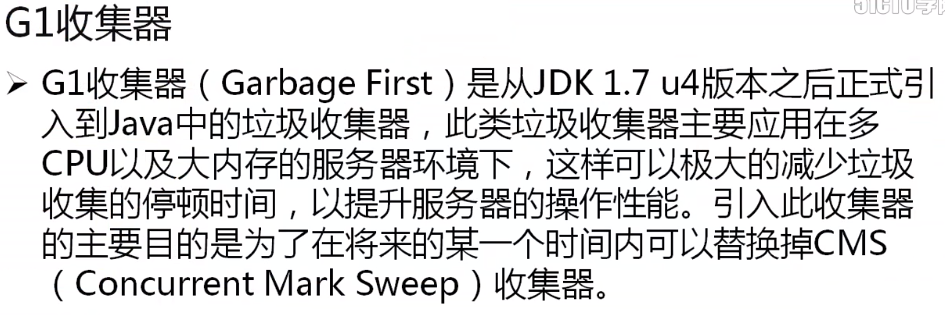 G1收集器
➢ G1收集器（Garbage First）是从JDK 1.7 u4版本之后正式引
入到Java中的垃圾收集器，此类垃圾收集器主要应用在多
CPU以及大内存的服务器环境下，这样可以极大的减少垃圾
收集的停顿时间，以提升服务器的操作性能。引入此收集器
的主要目的是为了在将来的某一个时间内可以替换掉CMS
（Concurrent Mark Sweep）收集器。